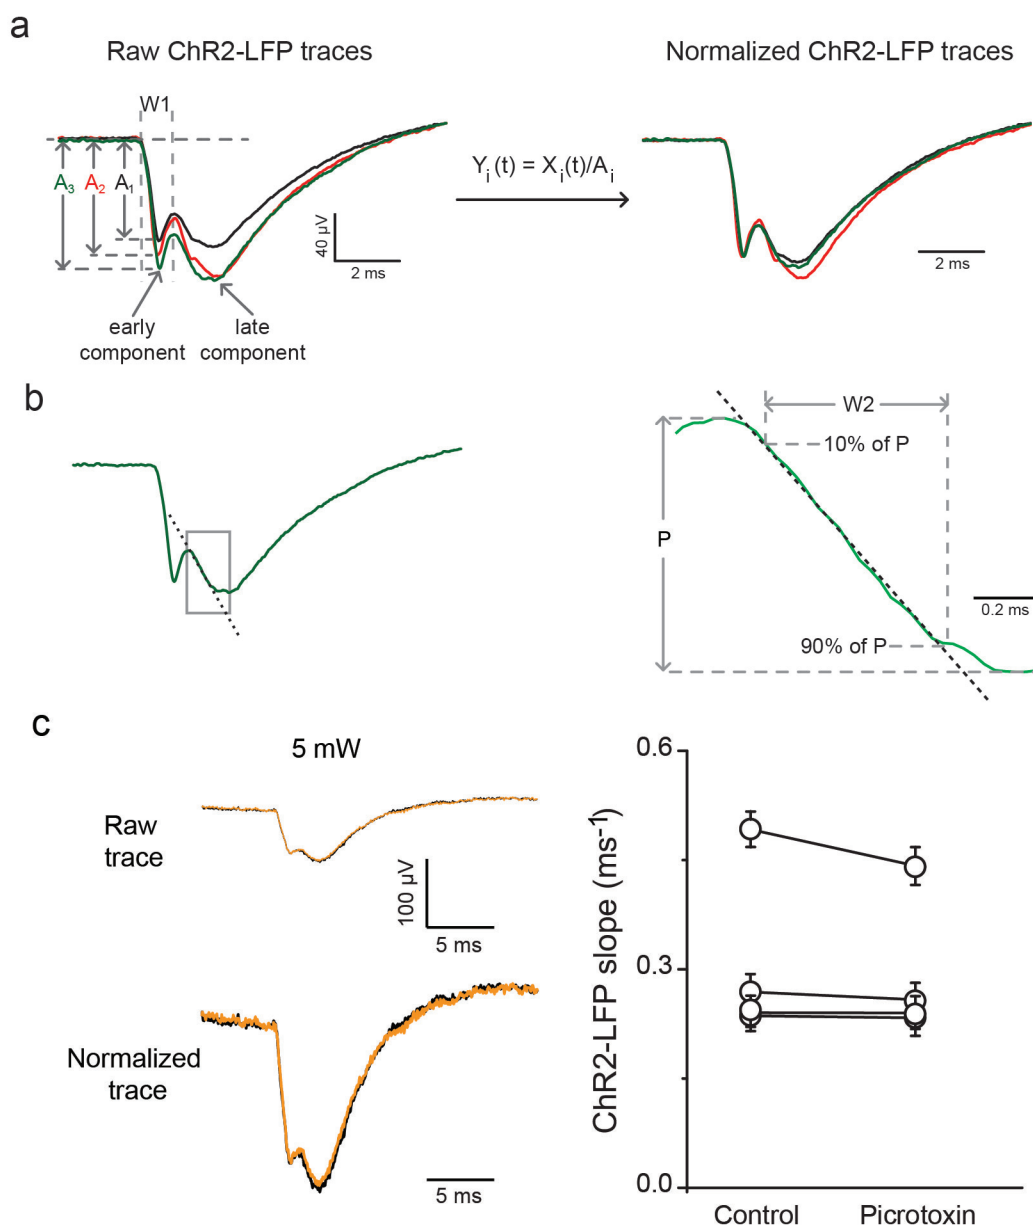 a
Raw ChR2-LFP traces
Normalized ChR2-LFP traces
W1
A3 A2 A1
Yi (t) = Xi(t)/Ai
40 µV
2 ms
2 ms
early
component
late
component
b
W2
10% of P
P
90% of P
0.2 ms
c
5 mW
Raw
trace
100 µV
5 ms
Normalized
trace
5 ms
ChR2-LFP slope (ms-1)
0.6
0.3
0.0
Control
Picrotoxin